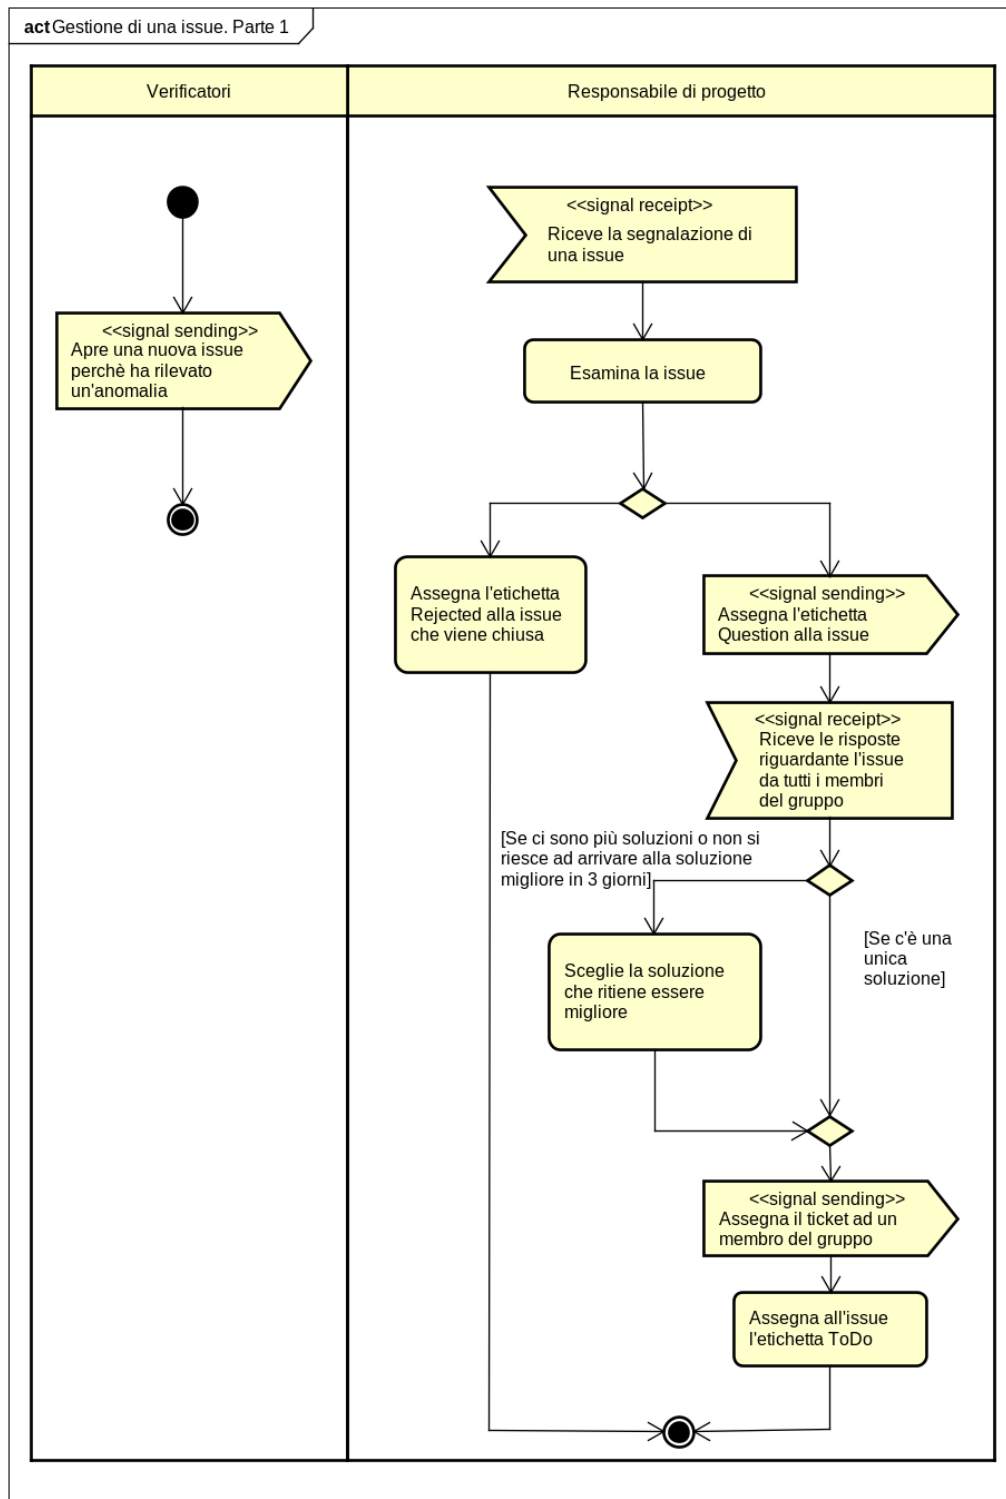 act Gestione di una issue. Parte 1
Verificatori
Responsabile di progetto
<<signal sending>>
Apre una nuova issue
perchè ha rilevato
un'anomalia
<<signal receipt>>
Riceve la segnalazione di
una issue
Esamina la issue
Assegna l'etichetta
Rejected alla issue
che viene chiusa
<<signal sending>>
Assegna l'etichetta
Question alla issue
<<signal receipt>>
Riceve le risposte
riguardante l'issue
da tutti i membri
del gruppo
[Se ci sono più soluzioni o non si
riesce ad arrivare alla soluzione
migliore in 3 giorni]
[Se c'è una
unica
soluzione]
Sceglie la soluzione
che ritiene essere
migliore
<<signal sending>>
Assegna il ticket ad un
membro del gruppo
Assegna all'issue
l'etichetta ToDo